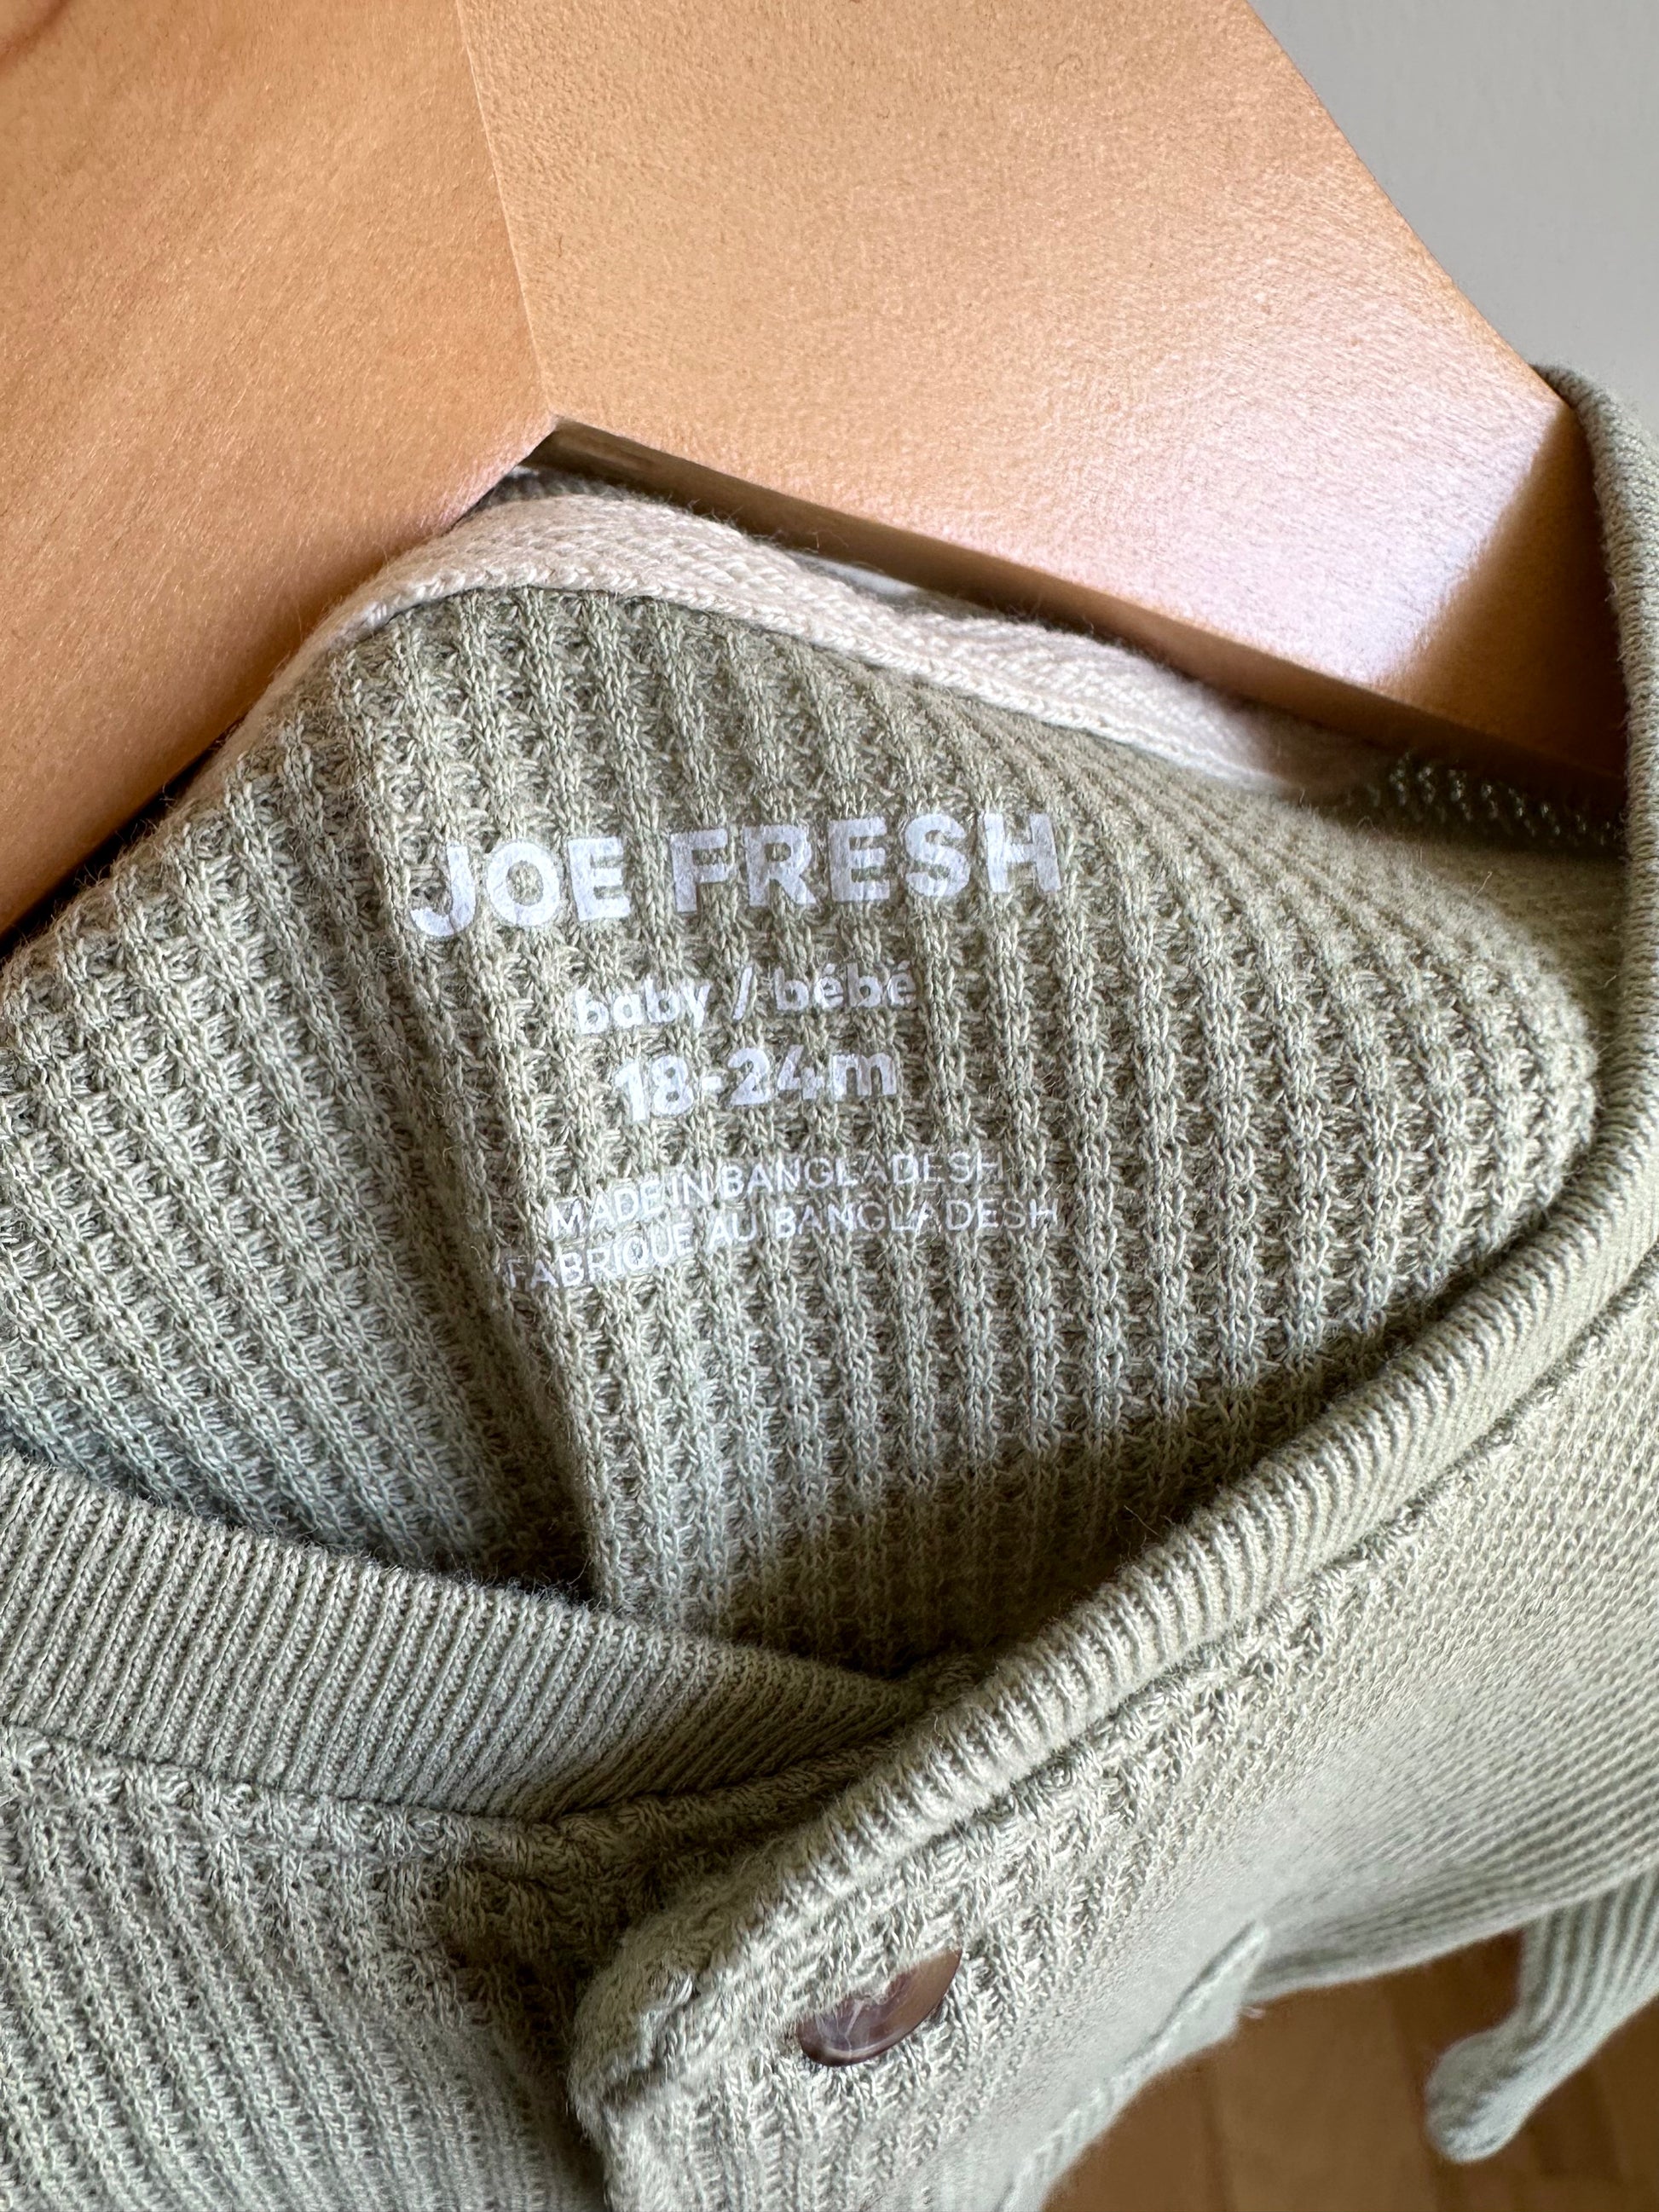 JOE FRESH
baby / bébé
18-24m
MADE IN BANGLADESH
FABRIQUE AU BANGLADESH